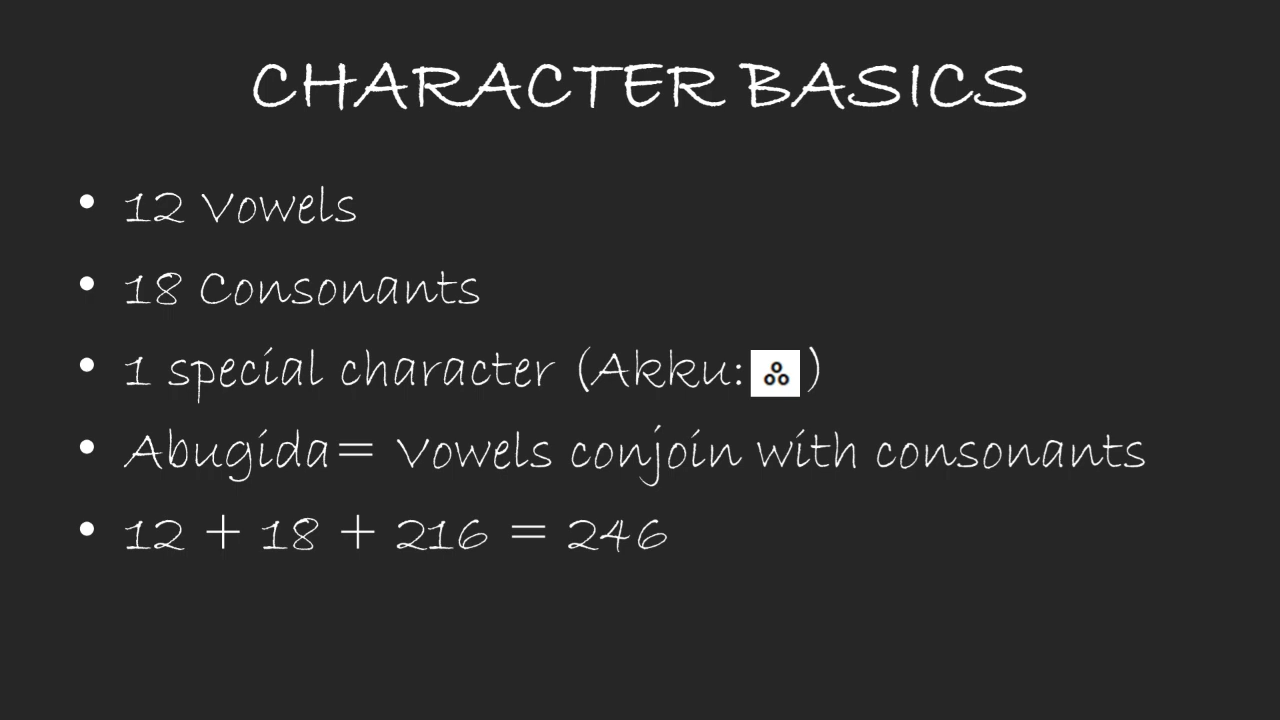 CHARACTER BASICS
• 12 Vowels
• 18 Consonants
• 1 special character (Akku: ஃ)
• Abugida= Vowels conjoin with consonants
• 12 + 18 + 216 = 246